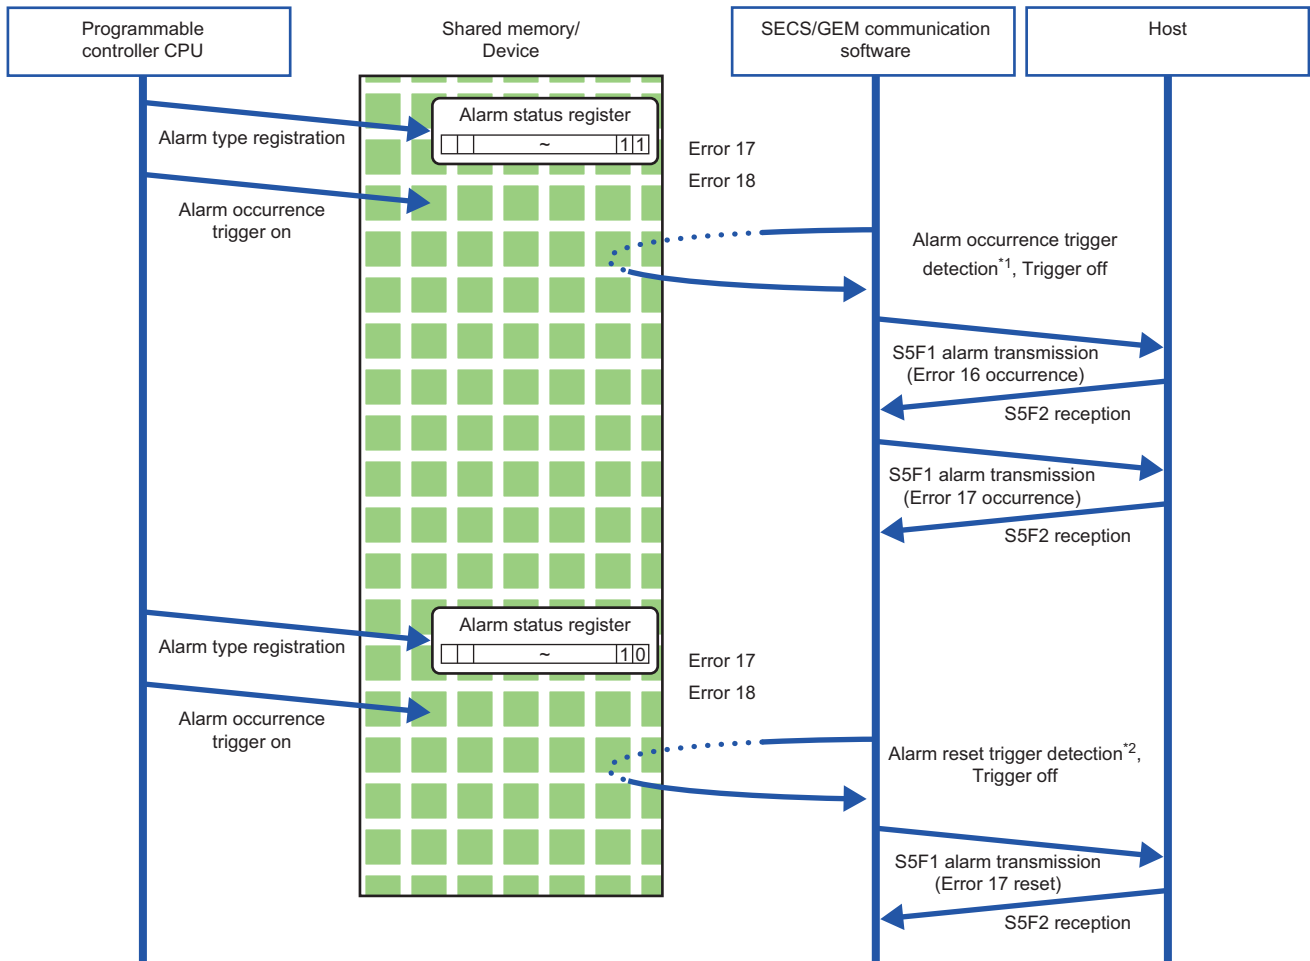 Programmable
controller CPU
Shared memory/
Device
SECS/GEM communication
software
Host
Alarm status register
~ 1 1
Alarm type registration
Error 17
Error 18
Alarm occurrence
trigger on
Alarm occurrence trigger
detection*1, Trigger off
S5F1 alarm transmission
(Error 16 occurrence)
S5F2 reception
S5F1 alarm transmission
(Error 17 occurrence)
S5F2 reception
Alarm status register
~ 1 0
Alarm type registration
Error 17
Error 18
Alarm occurrence
trigger on
Alarm reset trigger detection*2,
Trigger off
S5F1 alarm transmission
(Error 17 reset)
S5F2 reception